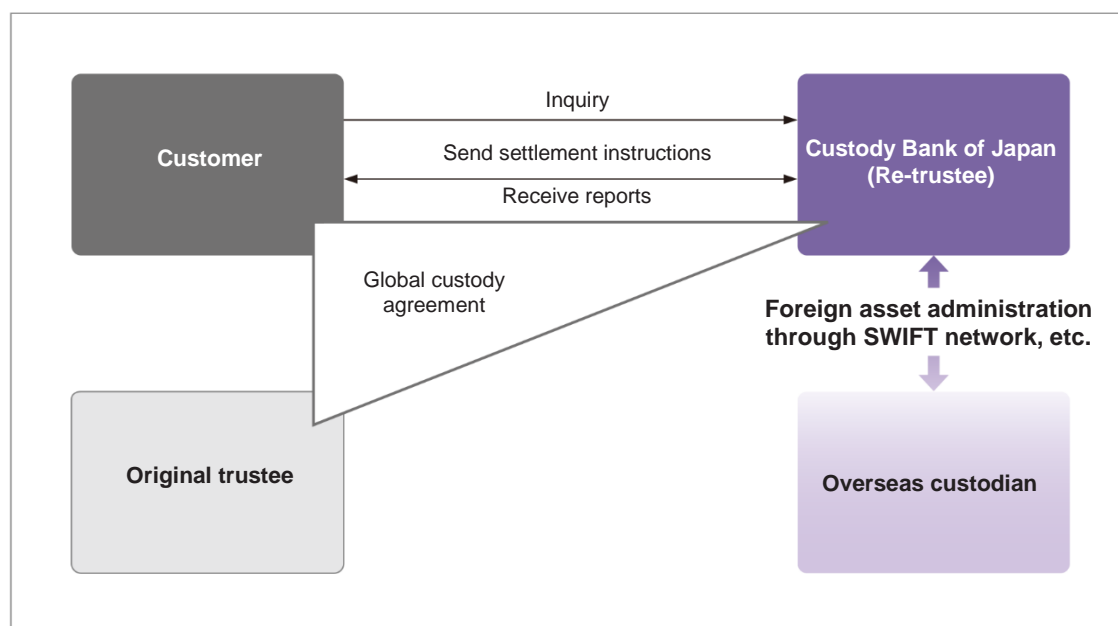 Customer
Inquiry
Send settlement instructions
Receive reports
Custody Bank of Japan
(Re-trustee)
Global custody
agreement
Foreign asset administration
through SWIFT network, etc.
Original trustee
Overseas custodian